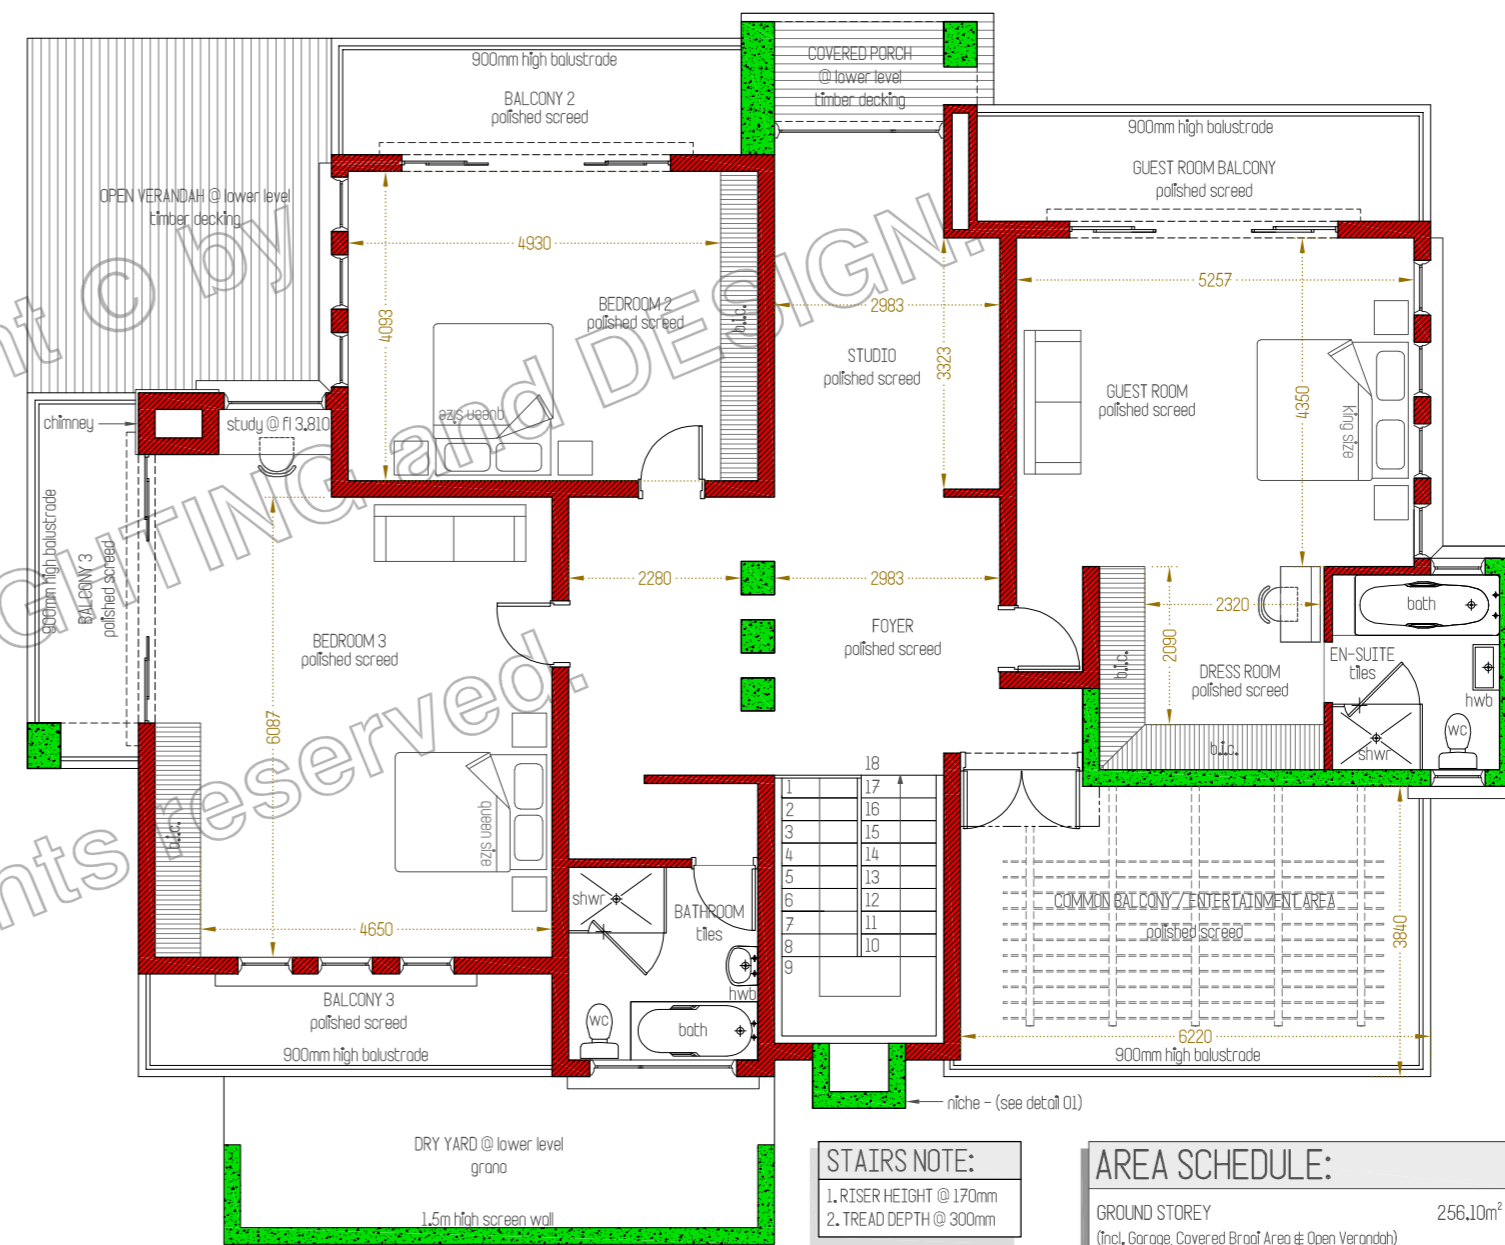 900mm high balustrade
BALCONY 2
polished screed
COVERED PORCH
@ lower level
timber decking
900mm high balustrade
GUEST ROOM BALCONY
polished screed
OPEN VERANDAH @ lower level
timber decking
4930
4093
BEDROOM 2
polished screed
b.i.c.
queen size
2983
3323
STUDIO
polished screed
5257
4350
GUEST ROOM
polished screed
king size
chimney
study @ fl 3.810
900mm high balustrade
BALCONY 3
polished screed
2280
2983
FOYER
polished screed
BEDROOM 3
polished screed
6087
4650
b.i.c.
queen size
2320
2090
DRESS ROOM
polished screed
b.i.c.
b.i.c.
bath
EN-SUITE
tiles
hwb
WC
shwr
18
1
2
3
4
5
6
7
8
9
17
16
15
14
13
12
11
10
shwr
BATHROOM
tiles
hwb
WC
bath
COMMON BALCONY / ENTERTAINMENT AREA
polished screed
3840
6220
900mm high balustrade
BALCONY 3
polished screed
900mm high balustrade
niche - (see detail 01)
DRY YARD @ lower level
grano
1.5m high screen wall
STAIRS NOTE:
1. RISER HEIGHT @ 170mm
2. TREAD DEPTH @ 300mm
AREA SCHEDULE:
GROUND STOREY 256.10m²
(incl. Garage, Covered Braai Area & Open Verandah)
nt © by
GHTING and DESIGN.
hts reserved.